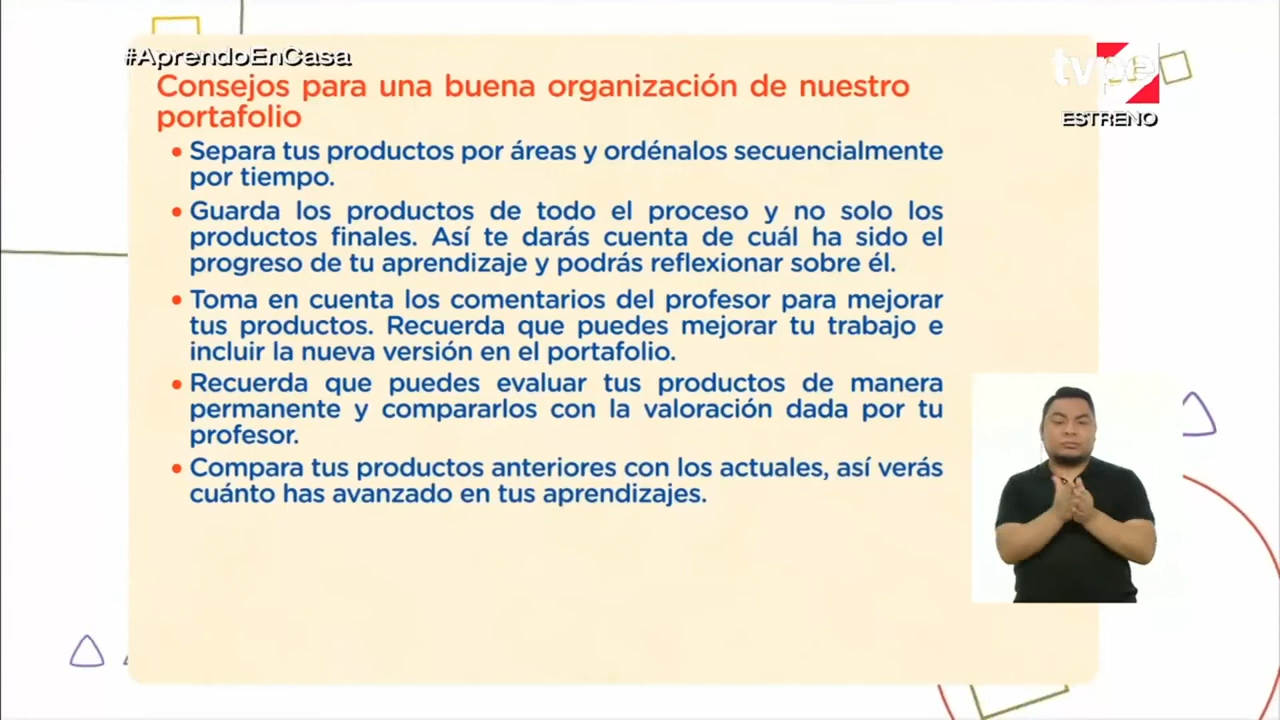 #AprendoEnCasa
tvpe
ESTRENO
Consejos para una buena organización de nuestro
portafolio
• Separa tus productos por áreas y ordénalos secuencialmente
por tiempo.
• Guarda los productos de todo el proceso y no solo los
productos finales. Así te darás cuenta de cuál ha sido el
progreso de tu aprendizaje y podrás reflexionar sobre él.
• Toma en cuenta los comentarios del profesor para mejorar
tus productos. Recuerda que puedes mejorar tu trabajo e
incluir la nueva versión en el portafolio.
• Recuerda que puedes evaluar tus productos de manera
permanente y compararlos con la valoración dada por tu
profesor.
• Compara tus productos anteriores con los actuales, así verás
cuánto has avanzado en tus aprendizajes.